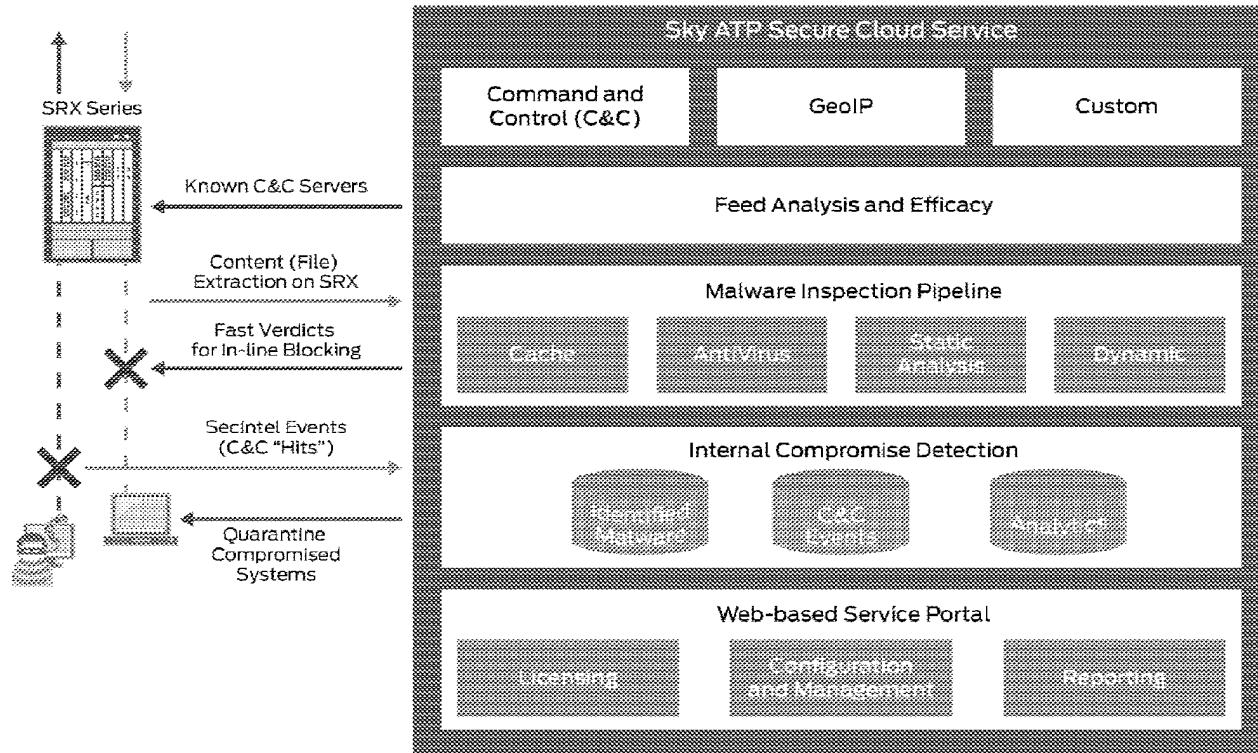 Sky ATP Secure Cloud Service
SRX Series
Command and
Control (C&C)
GeoIP
Custom
Known C&C Servers
Feed Analysis and Efficacy
Content (File)
Extraction on SRX
Malware Inspection Pipeline
Fast Verdicts
for In-line Blocking
Cache
AntiVirus
Static
Analysis
Dynamic
SecIntel Events
(C&C “Hits”)
Internal Compromise Detection
Identified
Malware
C&C
Events
Analytics
Quarantine
Compromised
Systems
Web-based Service Portal
Licensing
Configuration
and Management
Reporting